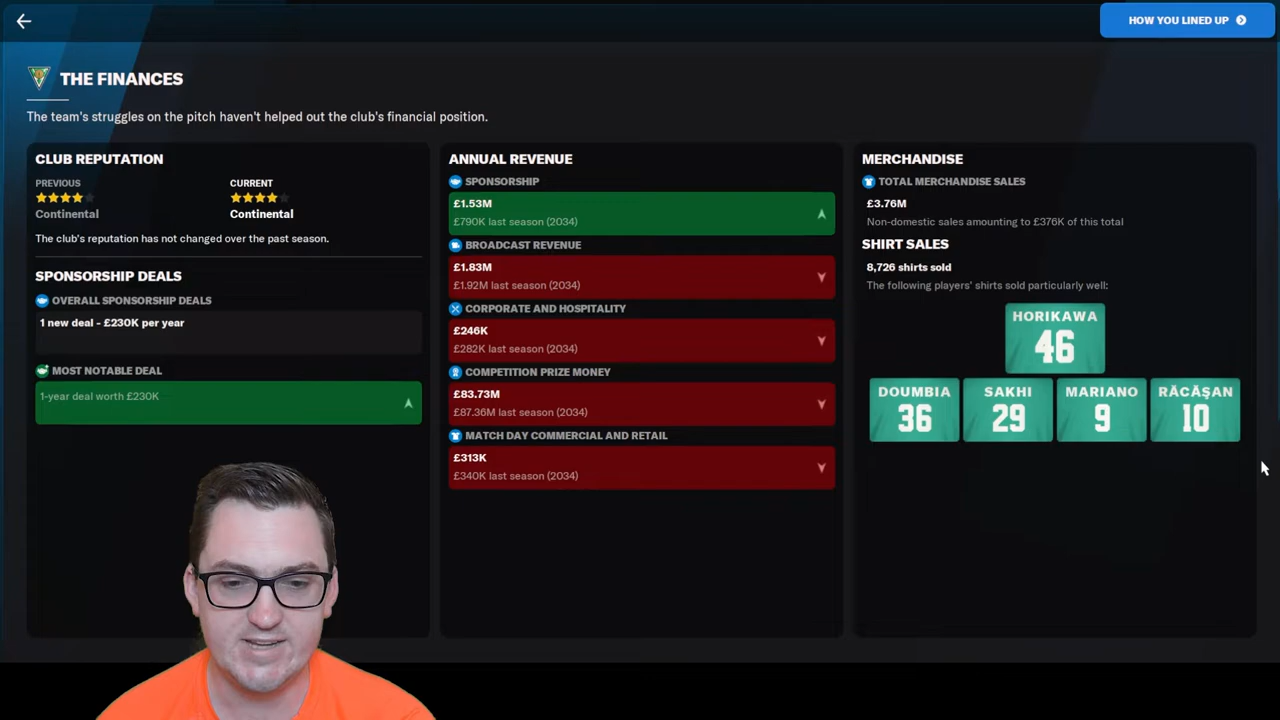 HOW YOU LINED UP
THE FINANCES
The team's struggles on the pitch haven't helped out the club's financial position.
CLUB REPUTATION
PREVIOUS
CURRENT
Continental
Continental
The club's reputation has not changed over the past season.
SPONSORSHIP DEALS
OVERALL SPONSORSHIP DEALS
1 new deal - £230K per year
MOST NOTABLE DEAL
1-year deal worth £230K
ANNUAL REVENUE
SPONSORSHIP
£1.53M
£790K last season (2034)
BROADCAST REVENUE
£1.83M
£1.92M last season (2034)
CORPORATE AND HOSPITALITY
£246K
£282K last season (2034)
COMPETITION PRIZE MONEY
£83.73M
£87.36M last season (2034)
MATCH DAY COMMERCIAL AND RETAIL
£313K
£340K last season (2034)
MERCHANDISE
TOTAL MERCHANDISE SALES
£3.76M
Non-domestic sales amounting to £376K of this total
SHIRT SALES
8,726 shirts sold
The following players' shirts sold particularly well:
HORIKAWA
46
DOUMBIA
36
SAKHI
29
MARIANO
9
RĂCĂŞAN
10